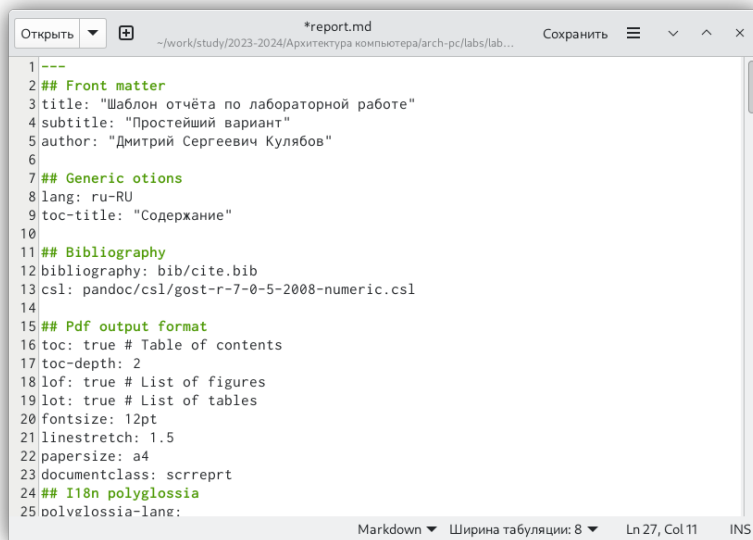 Открыть
*report.md
~/work/study/2023-2024/Архитектура компьютера/arch-pc/labs/lab...
Сохранить
1 ---
2 ## Front matter
3 title: "Шаблон отчёта по лабораторной работе"
4 subtitle: "Простейший вариант"
5 author: "Дмитрий Сергеевич Кулябов"
6
7 ## Generic otions
8 lang: ru-RU
9 toc-title: "Содержание"
10
11 ## Bibliography
12 bibliography: bib/cite.bib
13 csl: pandoc/csl/gost-r-7-0-5-2008-numeric.csl
14
15 ## Pdf output format
16 toc: true # Table of contents
17 toc-depth: 2
18 lof: true # List of figures
19 lot: true # List of tables
20 fontsize: 12pt
21 linestretch: 1.5
22 papersize: a4
23 documentclass: scrreprt
24 ## I18n polyglossia
25 polyglossia-lang:
Markdown Ширина табуляции: 8 Ln 27, Col 11 INS